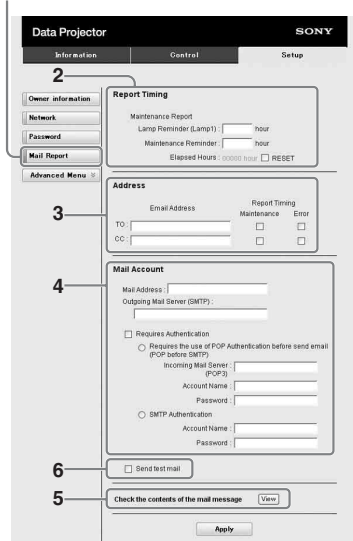 Data Projector SONY
Information Control Setup
2
Owner information
Network
Password
Mail Report
Advanced Menu
Report Timing
Maintenance Report
Lamp Reminder (Lamp1) : hour
Maintenance Reminder : hour
Elapsed Hours : 00000 hour RESET
3
Address
Email Address Report Timing
Maintenance Error
TO :
CC :
4
Mail Account
Mail Address :
Outgoing Mail Server (SMTP) :
Requires Authentication
Requires the use of POP Authentication before send email
(POP before SMTP)
Incoming Mail Server :
(POP3)
Account Name :
Password :
SMTP Authentication
Account Name :
Password :
6
Send test mail
5
Check the contents of the mail message View
Apply